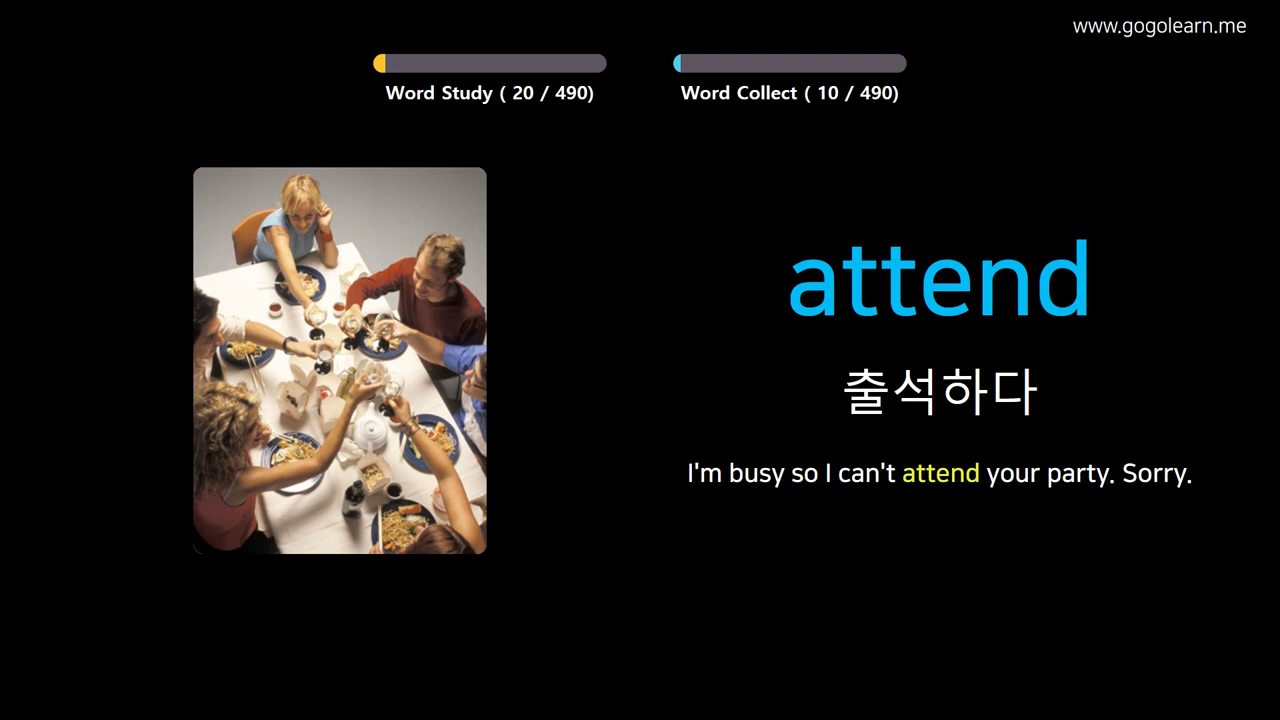 www.gogolearn.me
Word Study ( 20 / 490)
Word Collect ( 10 / 490)
attend
출석하다
I'm busy so I can't attend your party. Sorry.